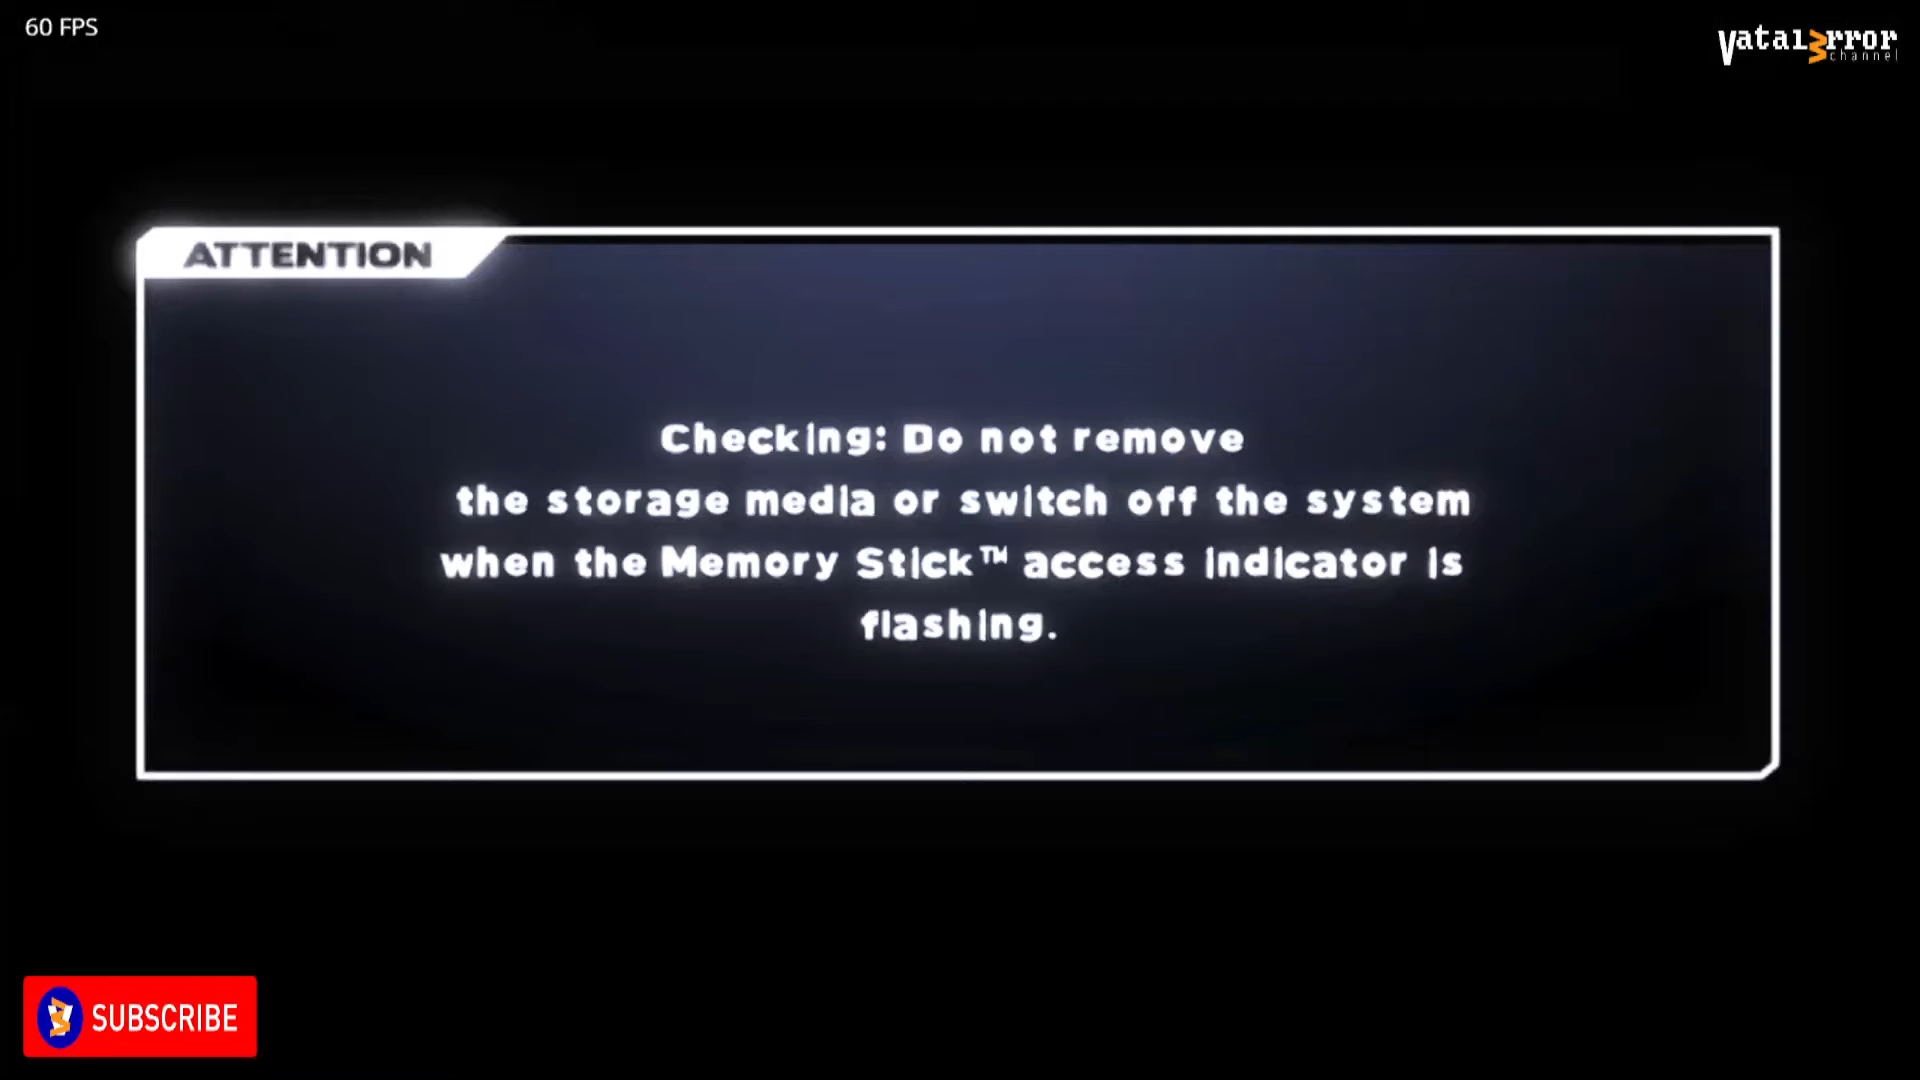 60 FPS
Vatal3rror
channel
ATTENTION
Checking: Do not remove
the storage media or switch off the system
when the Memory Stick™ access indicator is
flashing.
SUBSCRIBE